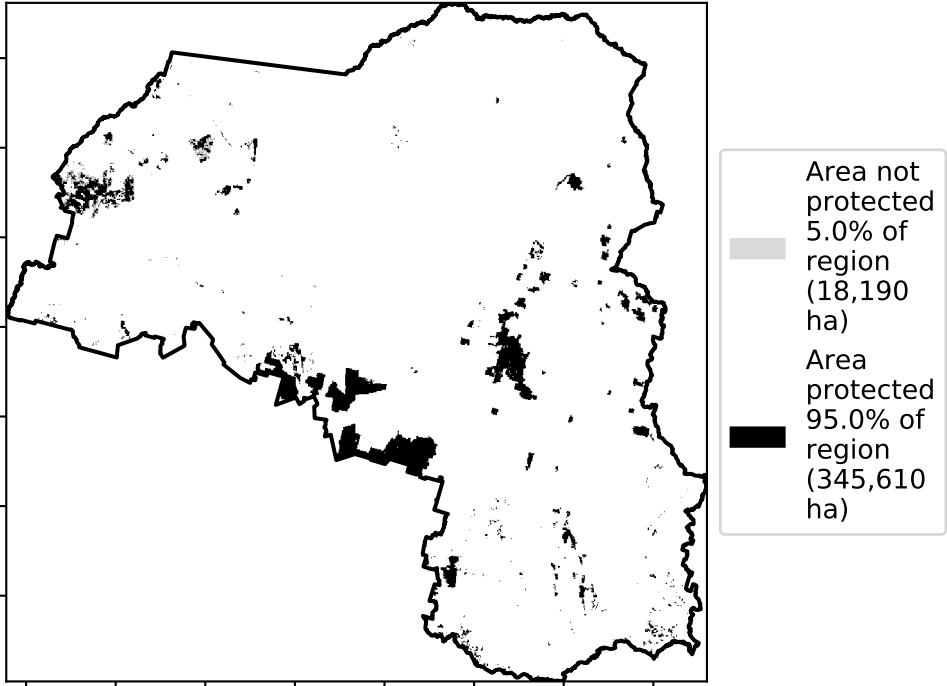 Area not
protected
5.0% of
region
(18,190
ha)
Area
protected
95.0% of
region
(345,610
ha)